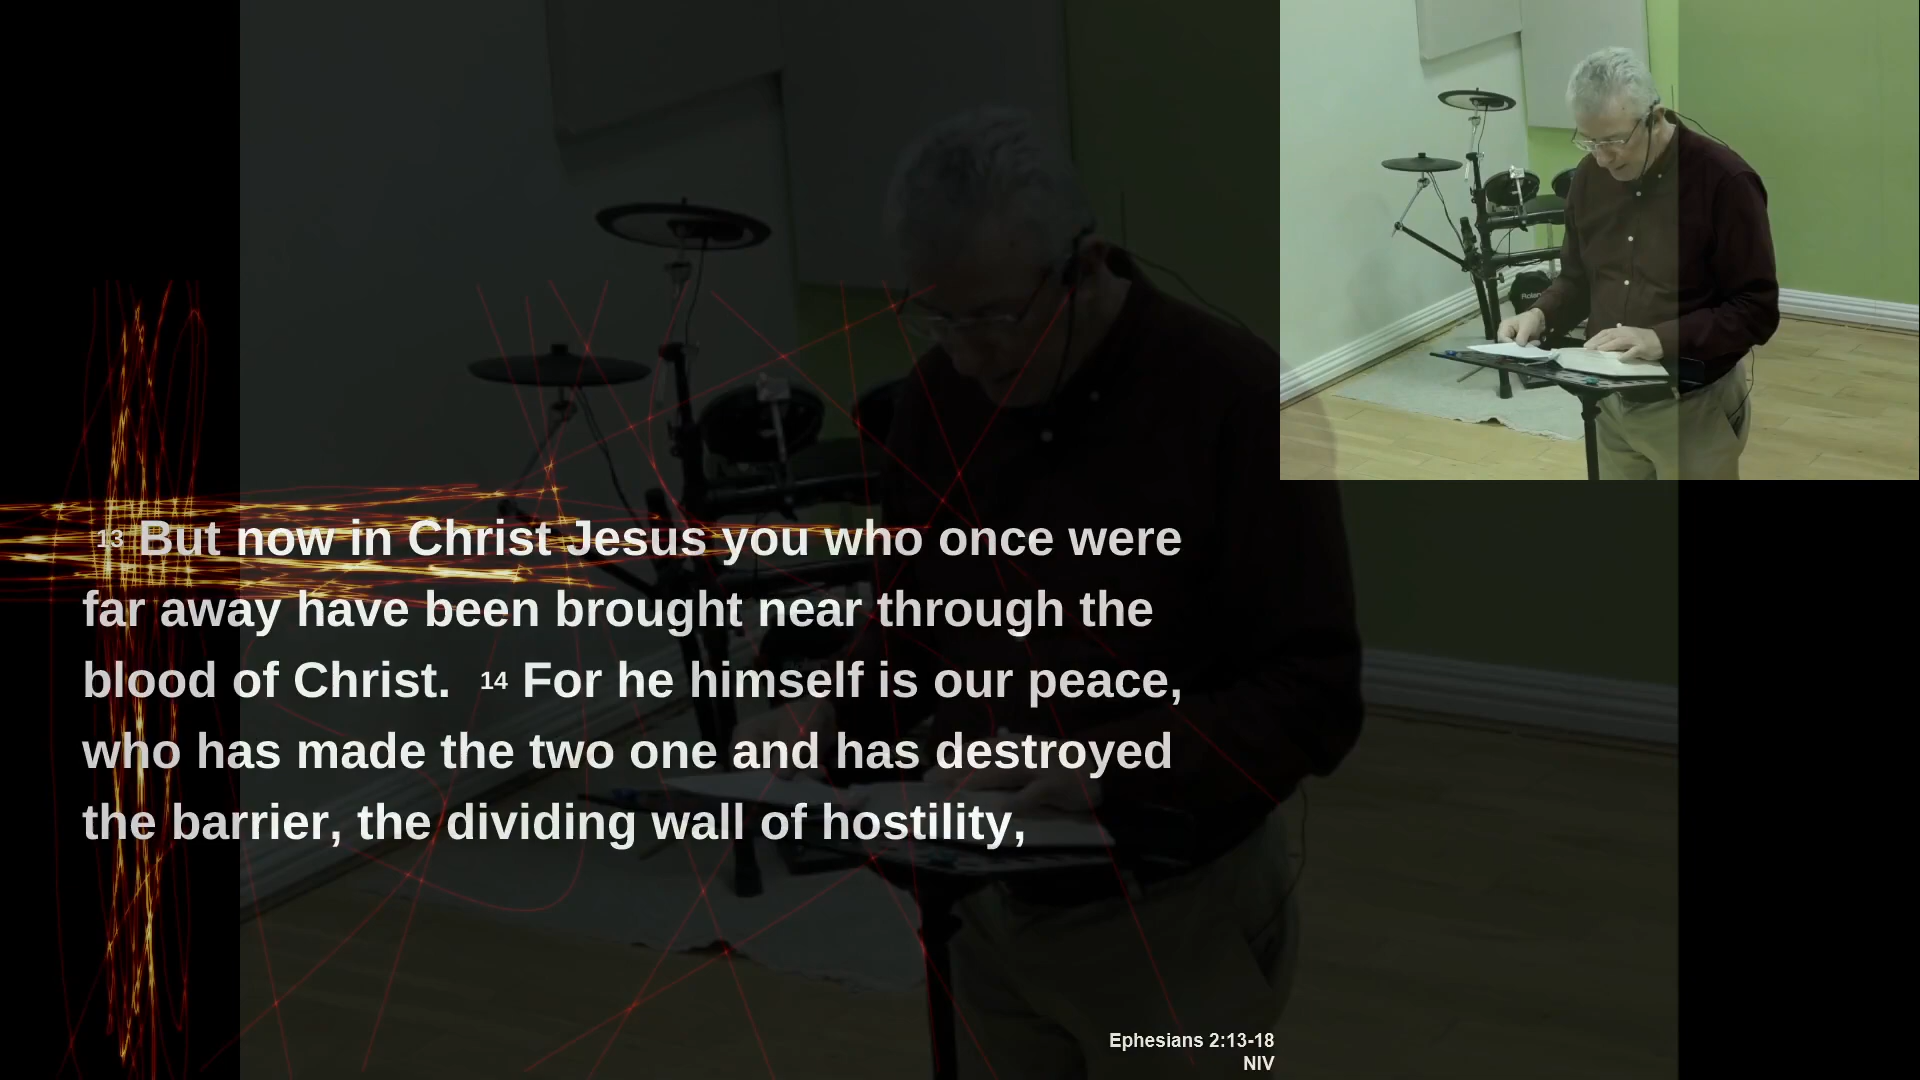 13 But now in Christ Jesus you who once were
far away have been brought near through the
blood of Christ. 14 For he himself is our peace,
who has made the two one and has destroyed
the barrier, the dividing wall of hostility,
Ephesians 2:13-18
NIV
Roland